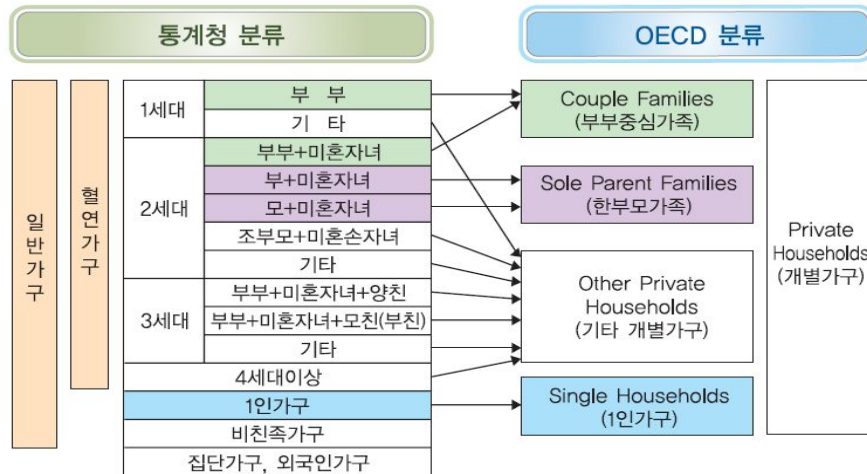 통계청 분류
OECD 분류
일반가구
혈연가구
1세대
부 부
기 타
2세대
부부+미혼자녀
부+미혼자녀
모+미혼자녀
조부모+미혼손자녀
기타
3세대
부부+미혼자녀+양친
부부+미혼자녀+모친(부친)
기타
4세대이상
1인가구
비친족가구
집단가구, 외국인가구
Couple Families
(부부중심가족)
Sole Parent Families
(한부모가족)
Other Private
Households
(기타 개별가구)
Single Households
(1인가구)
Private
Households
(개별가구)